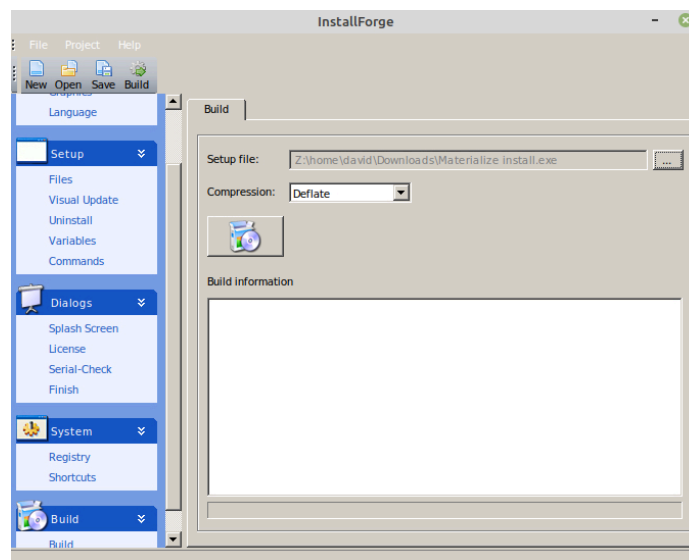 InstallForge
File Project Help
New Open Save Build
Graphics
Language
Setup
Files
Visual Update
Uninstall
Variables
Commands
Dialogs
Splash Screen
License
Serial-Check
Finish
System
Registry
Shortcuts
Build
Build
Build
Setup file: Z:\home\david\Downloads\Materialize install.exe ...
Compression: Deflate
Build information